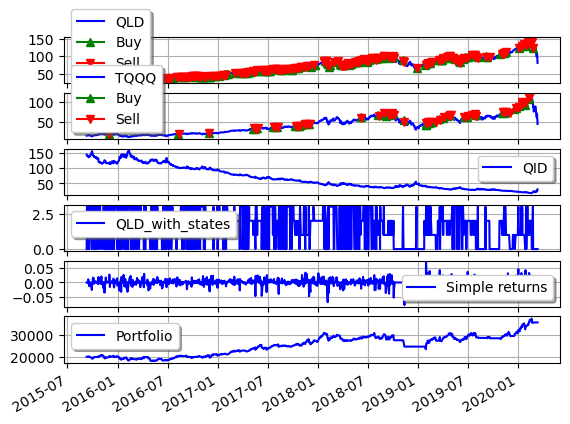 QLD
Buy
Sell
150
100
50
TQQQ
Buy
Sell
100
50
150
100
50
QID
2.5
0.0
QLD_with_states
0.05
0.00
−0.05
Simple returns
30000
20000
Portfolio
2015-07
2016-01
2016-07
2017-01
2017-07
2018-01
2018-07
2019-01
2019-07
2020-01